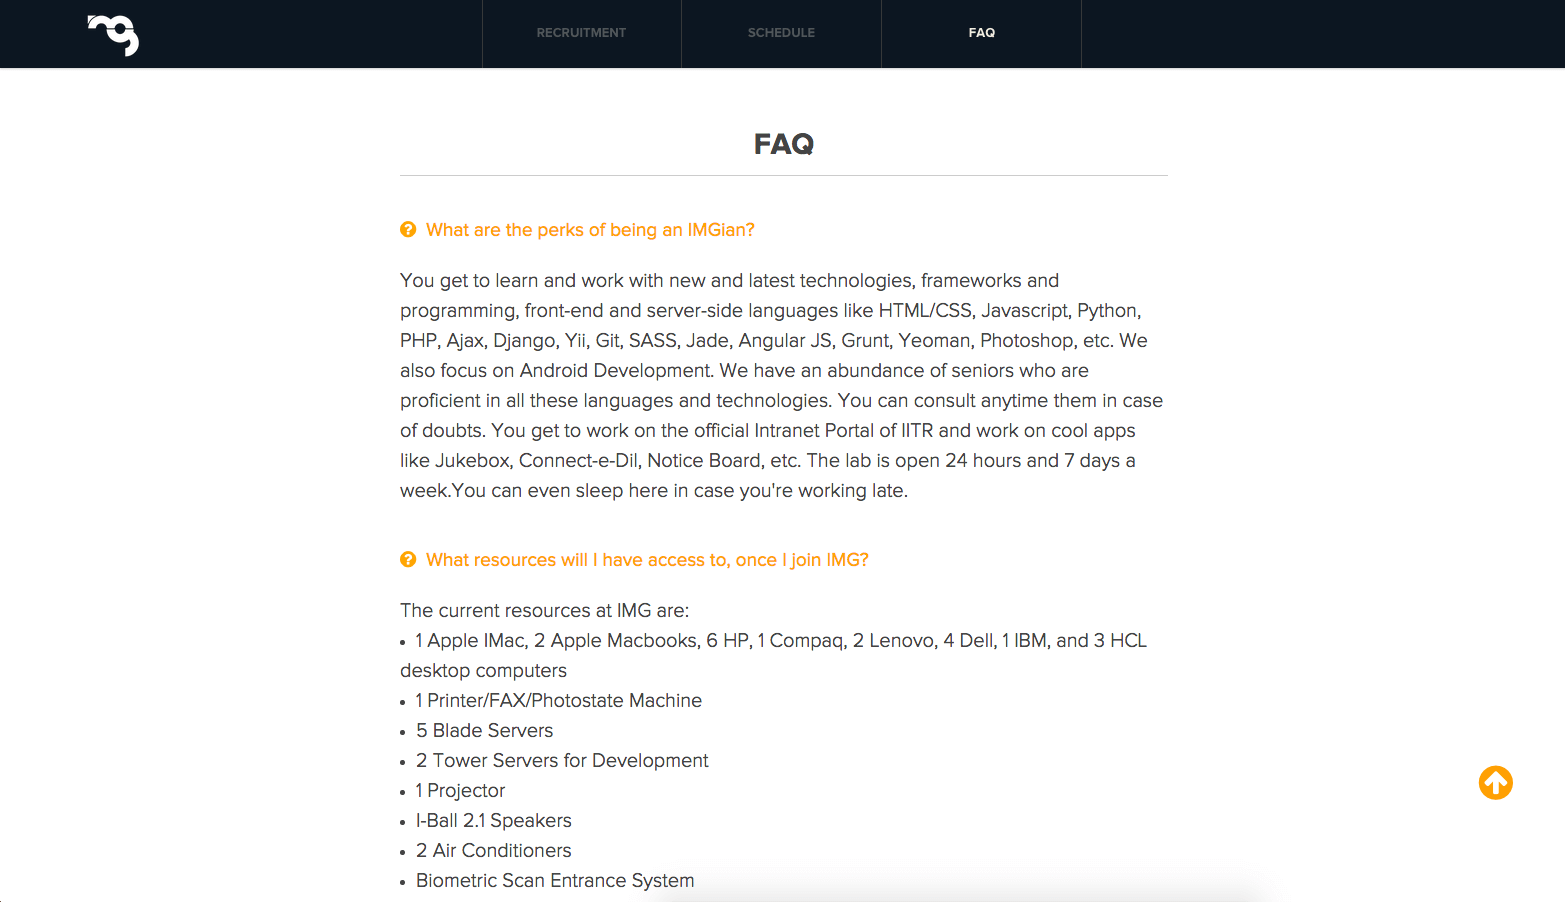 RECRUITMENT
SCHEDULE
FAQ
FAQ
What are the perks of being an IMGian?
You get to learn and work with new and latest technologies, frameworks and
programming, front-end and server-side languages like HTML/CSS, Javascript, Python,
PHP, Ajax, Django, Yii, Git, SASS, Jade, Angular JS, Grunt, Yeoman, Photoshop, etc. We
also focus on Android Development. We have an abundance of seniors who are
proficient in all these languages and technologies. You can consult anytime them in case
of doubts. You get to work on the official Intranet Portal of IITR and work on cool apps
like Jukebox, Connect-e-Dil, Notice Board, etc. The lab is open 24 hours and 7 days a
week.You can even sleep here in case you're working late.
What resources will I have access to, once I join IMG?
The current resources at IMG are:
• 1 Apple IMac, 2 Apple Macbooks, 6 HP, 1 Compaq, 2 Lenovo, 4 Dell, 1 IBM, and 3 HCL
desktop computers
• 1 Printer/FAX/Photostate Machine
• 5 Blade Servers
• 2 Tower Servers for Development
• 1 Projector
• I-Ball 2.1 Speakers
• 2 Air Conditioners
• Biometric Scan Entrance System